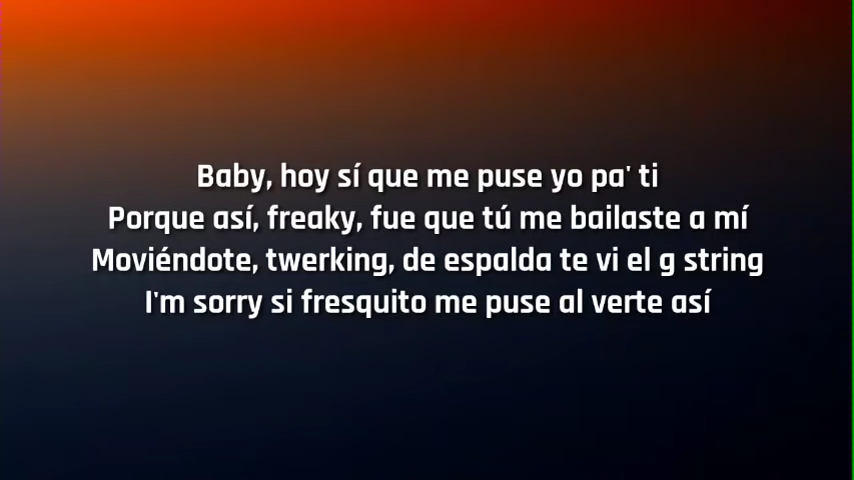 Baby, hoy sí que me puse yo pa' ti
Porque así, freaky, fue que tú me bailaste a mí
Moviéndote, twerking, de espalda te vi el g string
I'm sorry si fresquito me puse al verte así